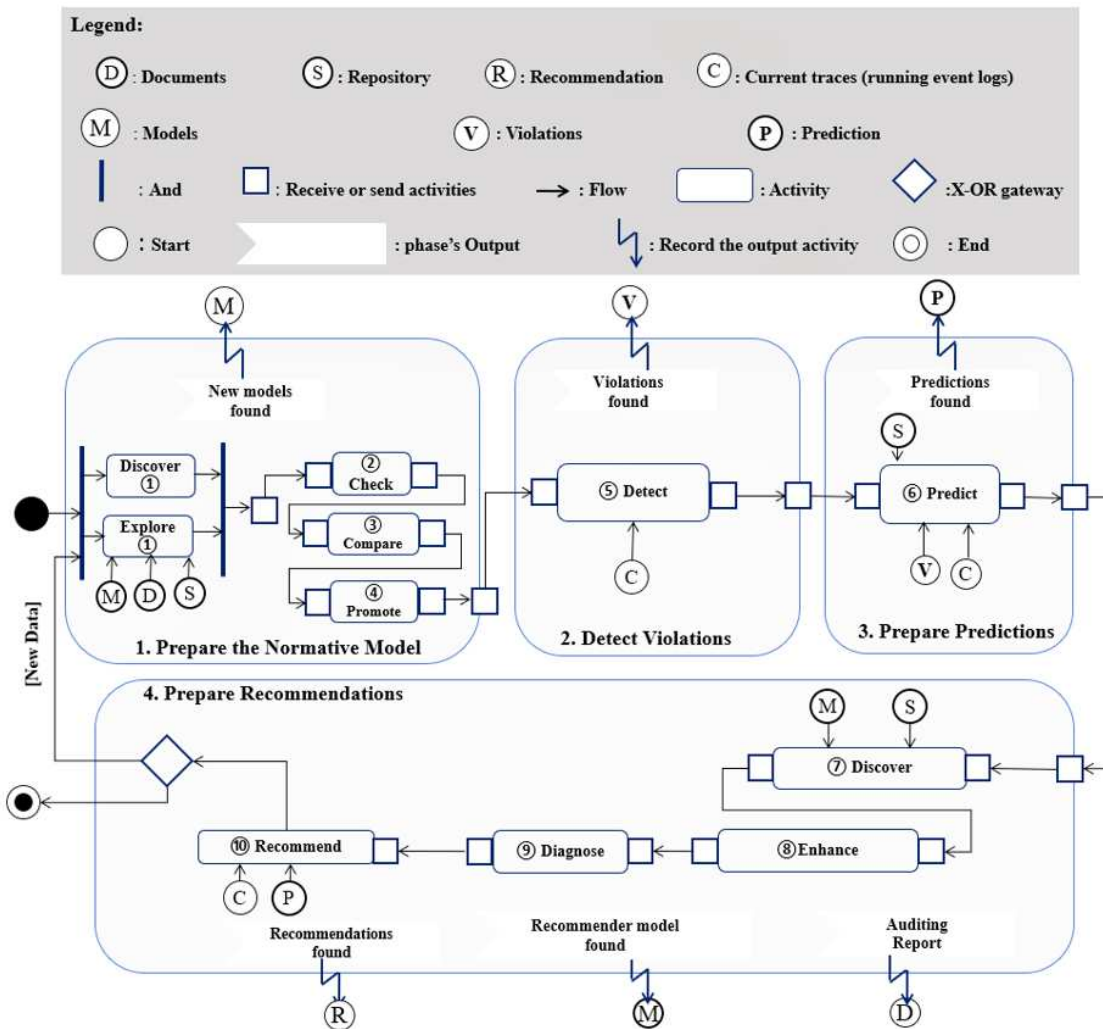 Legend:
D : Documents
S : Repository
R : Recommendation
C : Current traces (running event logs)
M : Models
V : Violations
P : Prediction
: And
: Receive or send activities
: Flow
: Activity
:X-OR gateway
: Start
: phase's Output
: Record the output activity
: End
M
V
P
New models
found
Violations
found
Predictions
found
S
Discover
①
②
Check
⑤ Detect
⑥ Predict
Explore
①
③
Compare
M
D
S
C
V
C
④
Promote
1. Prepare the Normative Model
2. Detect Violations
3. Prepare Predictions
[New Data]
4. Prepare Recommendations
M
S
⑦ Discover
⑩ Recommend
⑨ Diagnose
⑧Enhance
C
P
Recommendations
found
Recommender model
found
Auditing
Report
R
M
D